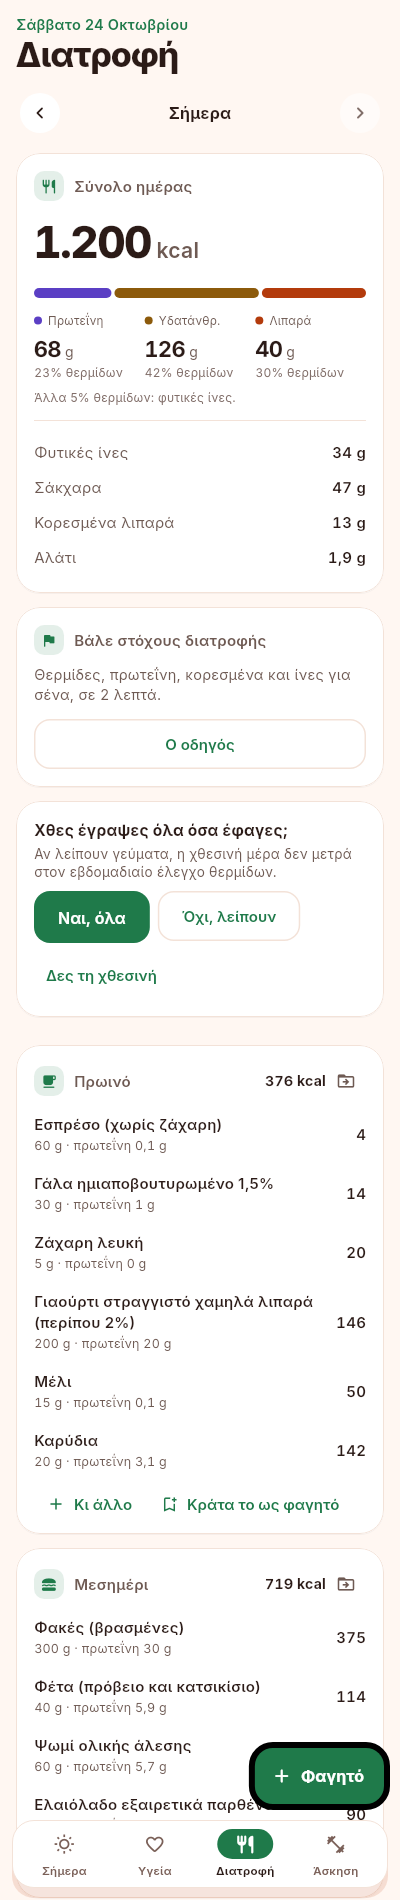 Σάββατο 24 Οκτωβρίου
Διατροφή
Σήμερα
Σύνολο ημέρας
1.200 kcal
Πρωτεΐνη Υδατάνθρ. Λιπαρά
68 g 126 g 40 g
23% θερμίδων 42% θερμίδων 30% θερμίδων
Άλλα 5% θερμίδων: φυτικές ίνες.
Φυτικές ίνες 34 g
Σάκχαρα 47 g
Κορεσμένα λιπαρά 13 g
Αλάτι 1,9 g
Βάλε στόχους διατροφής
Θερμίδες, πρωτεΐνη, κορεσμένα και ίνες για
σένα, σε 2 λεπτά.
Ο οδηγός
Χθες έγραψες όλα όσα έφαγες;
Αν λείπουν γεύματα, η χθεσινή μέρα δεν μετρά
στον εβδομαδιαίο έλεγχο θερμίδων.
Ναι, όλα Όχι, λείπουν
Δες τη χθεσινή
Πρωινό 376 kcal
Εσπρέσο (χωρίς ζάχαρη) 4
60 g · πρωτεΐνη 0,1 g
Γάλα ημιαποβουτυρωμένο 1,5% 14
30 g · πρωτεΐνη 1 g
Ζάχαρη λευκή 20
5 g · πρωτεΐνη 0 g
Γιαούρτι στραγγιστό χαμηλά λιπαρά
(περίπου 2%) 146
200 g · πρωτεΐνη 20 g
Μέλι 50
15 g · πρωτεΐνη 0,1 g
Καρύδια 142
20 g · πρωτεΐνη 3,1 g
Κι άλλο Κράτα το ως φαγητό
Μεσημέρι 719 kcal
Φακές (βρασμένες) 375
300 g · πρωτεΐνη 30 g
Φέτα (πρόβειο και κατσικίσιο) 114
40 g · πρωτεΐνη 5,9 g
Ψωμί ολικής άλεσης
60 g · πρωτεΐνη 5,7 g
Φαγητό
Ελαιόλαδο εξαιρετικά 90
Σήμερα Υγεία Διατροφή Άσκηση